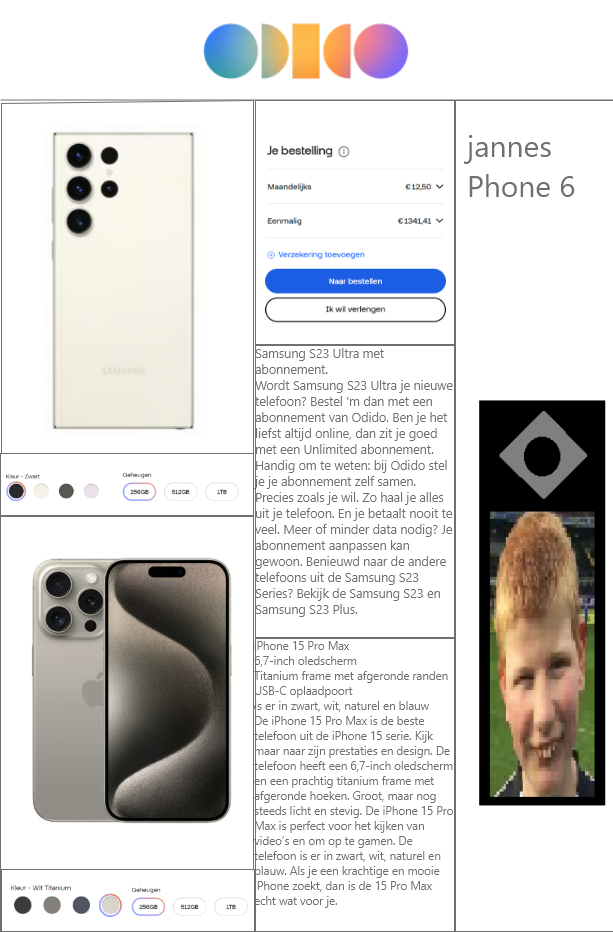 ODIDO
SAMSUNG
Kleur - Zwart
Geheugen
256GB
512GB
1TB
Kleur - Wit Titanium
Geheugen
256GB
512GB
1TB
Je bestelling
Maandelijks €12,50
Eenmalig €1341,41
Verzekering toevoegen
Naar bestellen
Ik wil verlengen
Samsung S23 Ultra met
abonnement.
Wordt Samsung S23 Ultra je nieuwe
telefoon? Bestel 'm dan met een
abonnement van Odido. Ben je het
liefst altijd online, dan zit je goed
met een Unlimited abonnement.
Handig om te weten: bij Odido stel
je je abonnement zelf samen.
Precies zoals je wil. Zo haal je alles
uit je telefoon. En je betaalt nooit te
veel. Meer of minder data nodig? Je
abonnement aanpassen kan
gewoon. Benieuwd naar de andere
telefoons uit de Samsung S23
Series? Bekijk de Samsung S23 en
Samsung S23 Plus.
iPhone 15 Pro Max
6,7-inch oledscherm
Titanium frame met afgeronde randen
USB-C oplaadpoort
Is er in zwart, wit, naturel en blauw
De iPhone 15 Pro Max is de beste
telefoon uit de iPhone 15 serie. Kijk
maar naar zijn prestaties en design. De
telefoon heeft een 6,7-inch oledscherm
en een prachtig titanium frame met
afgeronde hoeken. Groot, maar nog
steeds licht en stevig. De iPhone 15 Pro
Max is perfect voor het kijken van
video's en om op te gamen. De
telefoon is er in zwart, wit, naturel en
blauw. Als je een krachtige en mooie
iPhone zoekt, dan is de 15 Pro Max
echt wat voor je.
jannes
Phone 6